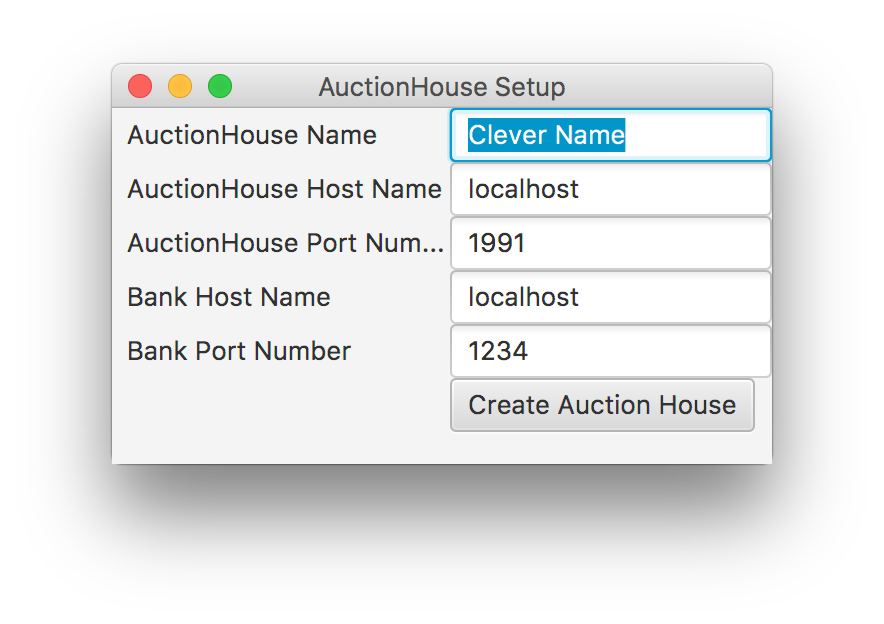 AuctionHouse Setup
AuctionHouse Name Clever Name
AuctionHouse Host Name localhost
AuctionHouse Port Num... 1991
Bank Host Name localhost
Bank Port Number 1234
Create Auction House